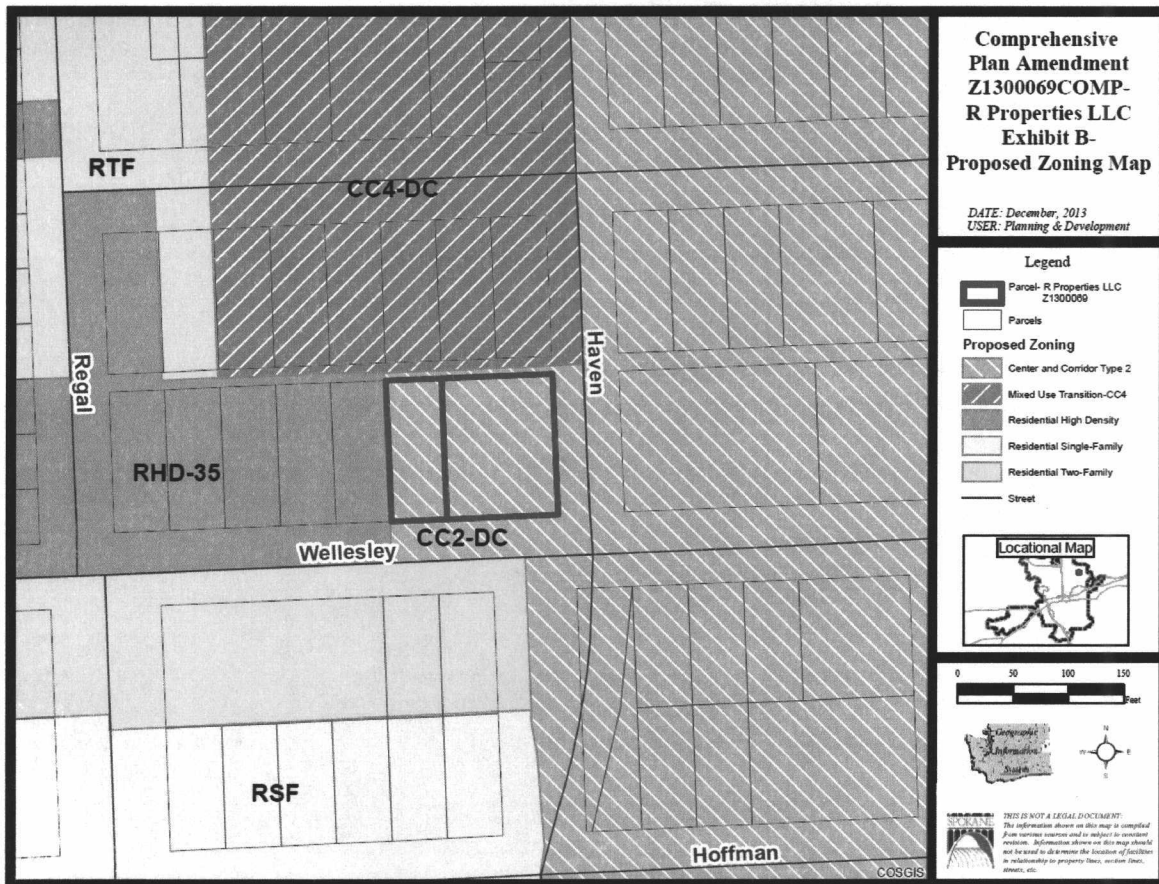 Comprehensive
Plan Amendment
Z1300069COMP-
R Properties LLC
Exhibit B-
Proposed Zoning Map
DATE: December, 2013
USER: Planning & Development
Legend
Parcel- R Properties LLC
Z1300069
Parcels
Proposed Zoning
Center and Corridor Type 2
Mixed Use Transition-CC4
Residential High Density
Residential Single-Family
Residential Two-Family
Street
Locational Map
0 50 100 150
Feet
Geographic
Information
System
N
W E
S
SPOKANE
THIS IS NOT A LEGAL DOCUMENT:
The information shown on this map is compiled
from various sources and is subject to constant
revision. Information shown on this map should
not be used to determine the location of facilities
in relationship to property lines, section lines,
streets, etc.
RTF
CC4-DC
Regal
Haven
RHD-35
CC2-DC
Wellesley
RSF
Hoffman
COSGIS